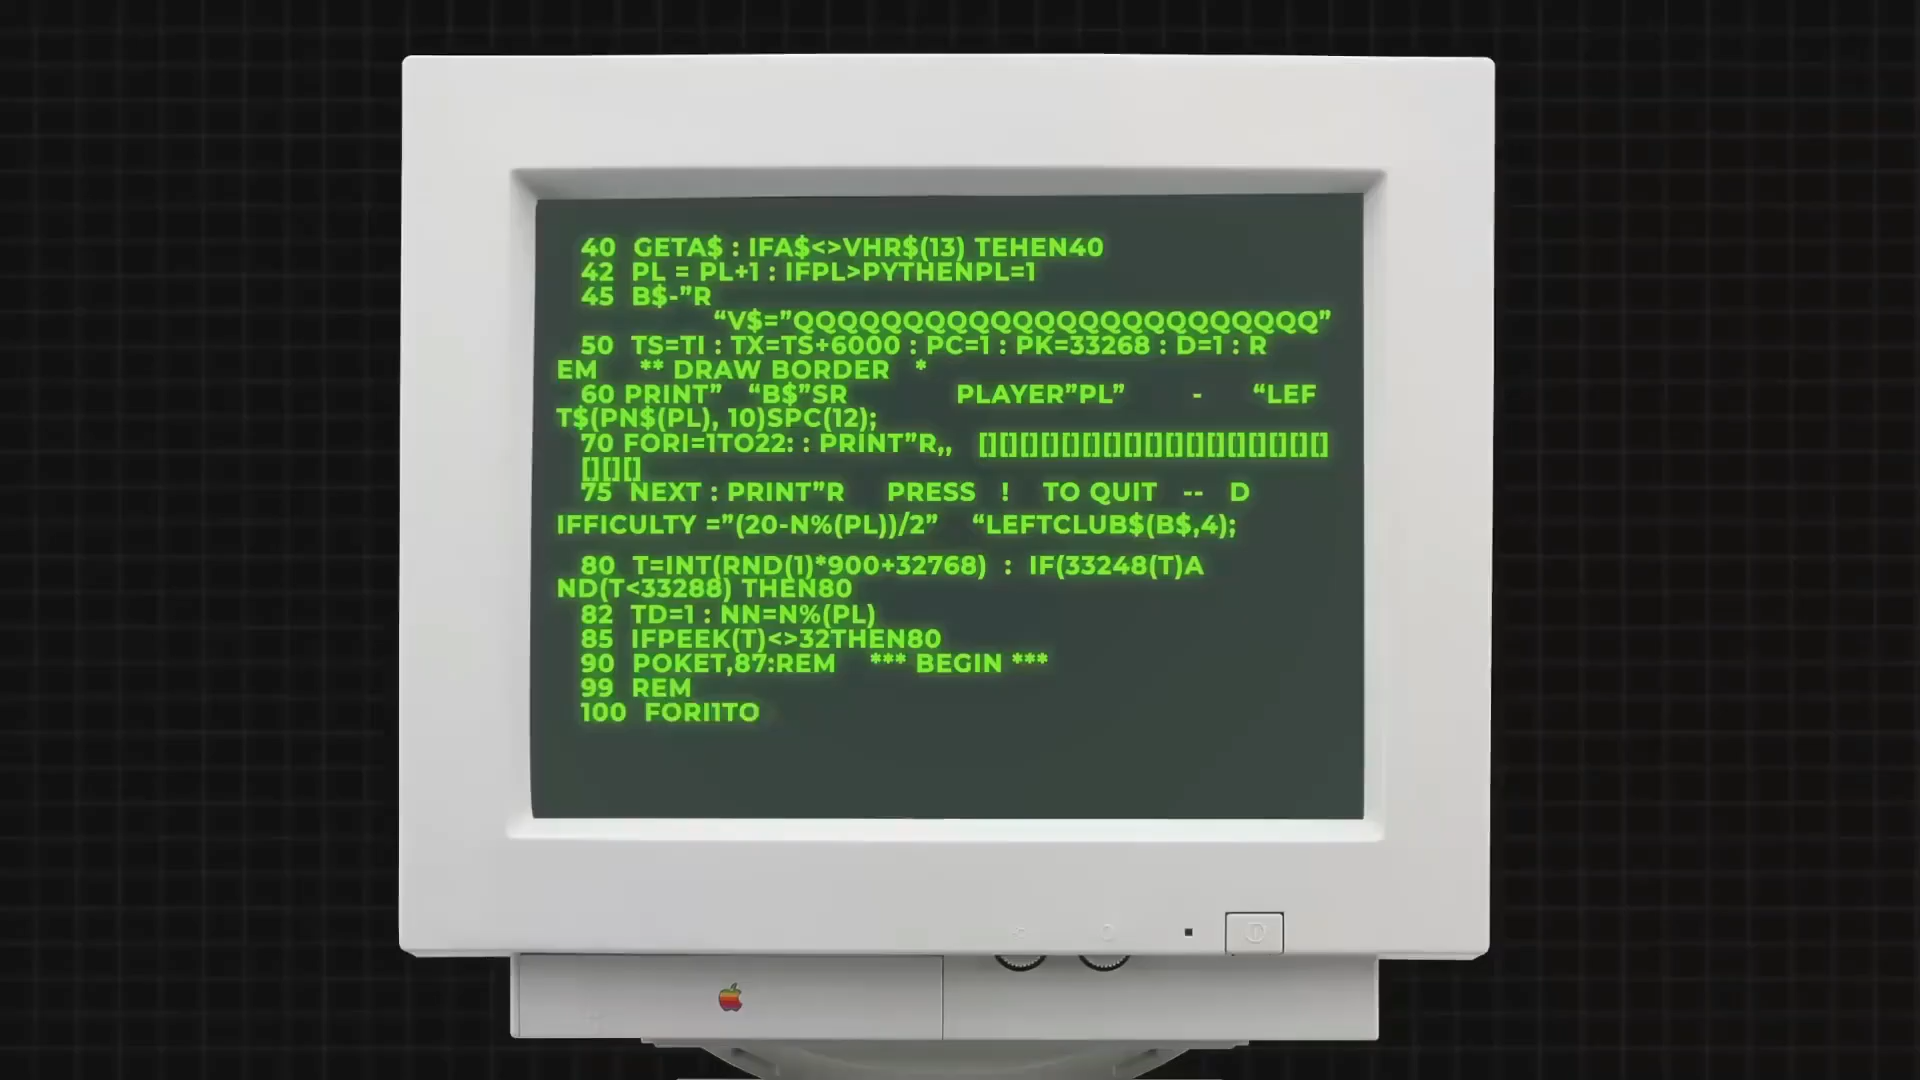 40 GETA$ : IFA$<>VHR$(13) TEHEN40
42 PL = PL+1 : IFPL>PYTHENPL=1
45 B$-”R
“V$=”QQQQQQQQQQQQQQQQQQQQQQQQ”
50 TS=TI : TX=TS+6000 : PC=1 : PK=33268 : D=1 : R
EM ** DRAW BORDER *
60 PRINT” “B$”SR PLAYER”PL” - “LEF
T$(PN$(PL), 10)SPC(12);
70 FORI=1TO22: : PRINT”R,, [][][][][][][][][][][][][][][][][]
[][][]
75 NEXT : PRINT”R PRESS ! TO QUIT -- D
IFFICULTY =”(20-N%(PL))/2” “LEFTCLUB$(B$,4);
80 T=INT(RND(1)*900+32768) : IF(33248(T)A
ND(T<33288) THEN80
82 TD=1 : NN=N%(PL)
85 IFPEEK(T)<>32THEN80
90 POKET,87:REM *** BEGIN ***
99 REM
100 FORI1TO